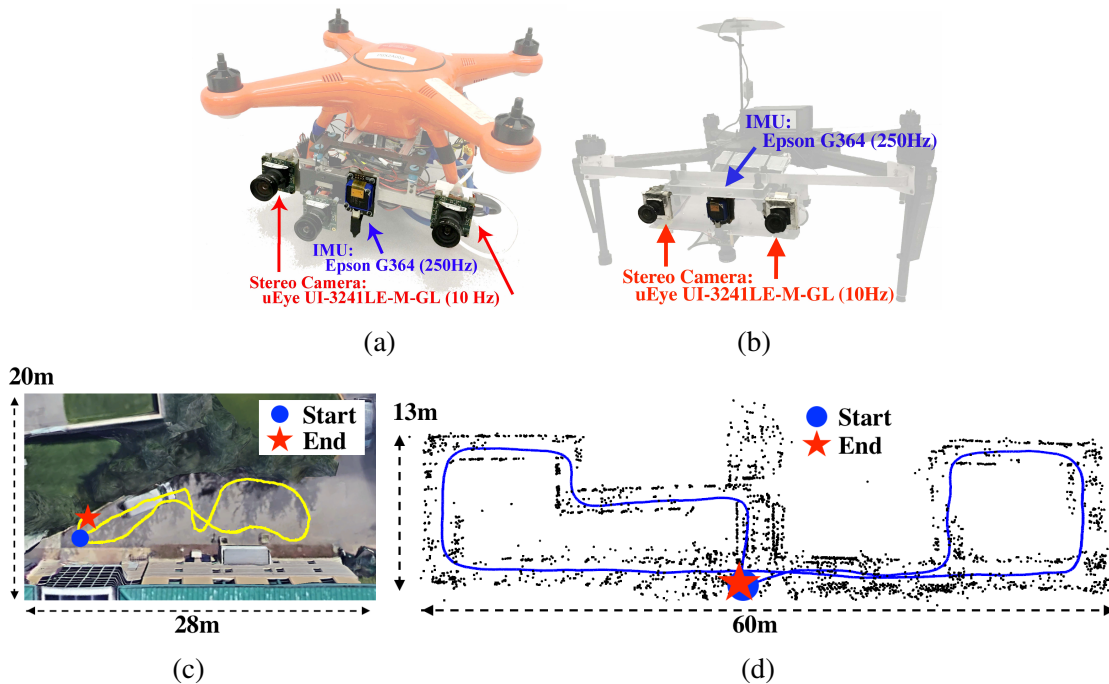 IMU:
Epson G364 (250Hz)
Stereo Camera:
uEye UI-3241LE-M-GL (10 Hz)
(a)
IMU:
Epson G364 (250Hz)
Stereo Camera:
uEye UI-3241LE-M-GL (10Hz)
(b)
20m
Start
End
28m
(c)
13m
Start
End
60m
(d)